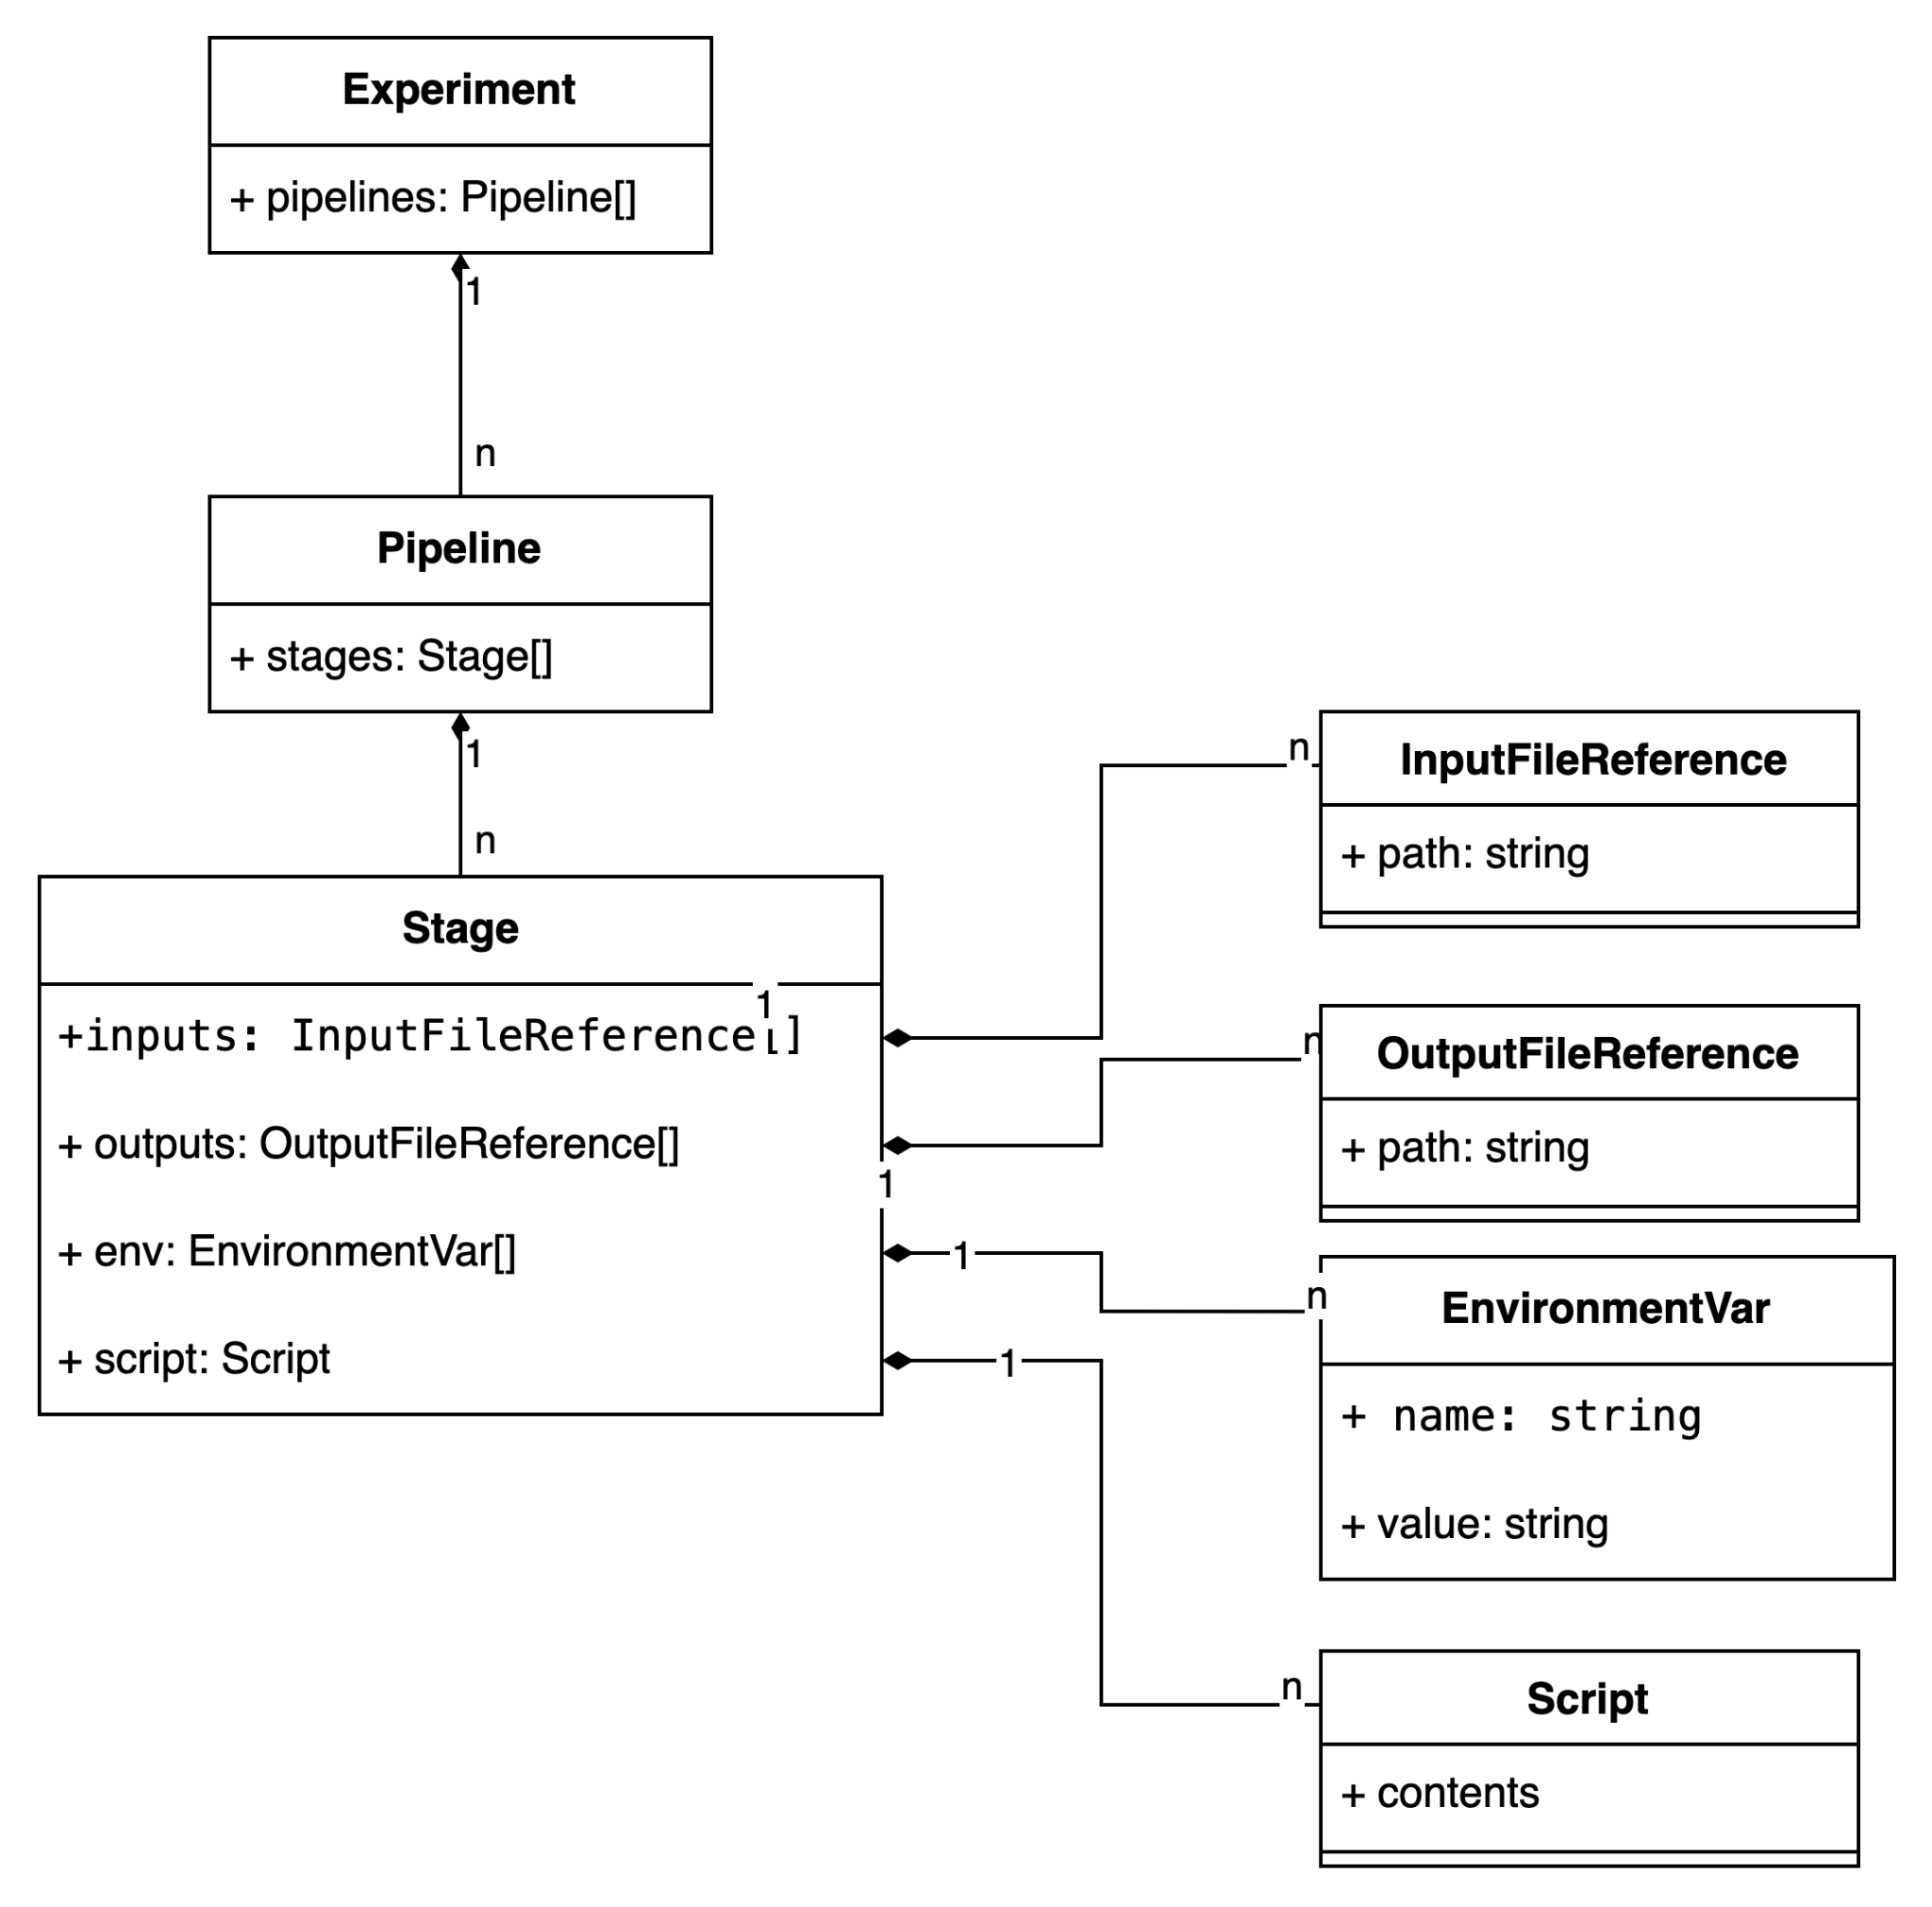 Experiment
+ pipelines: Pipeline[]
1
n
Pipeline
+ stages: Stage[]
1
n
Stage
1
+inputs: InputFileReference[]
+ outputs: OutputFileReference[]
1
+ env: EnvironmentVar[]
1
+ script: Script
1
n
InputFileReference
+ path: string
n
OutputFileReference
+ path: string
n
EnvironmentVar
+ name: string
+ value: string
n
Script
+ contents